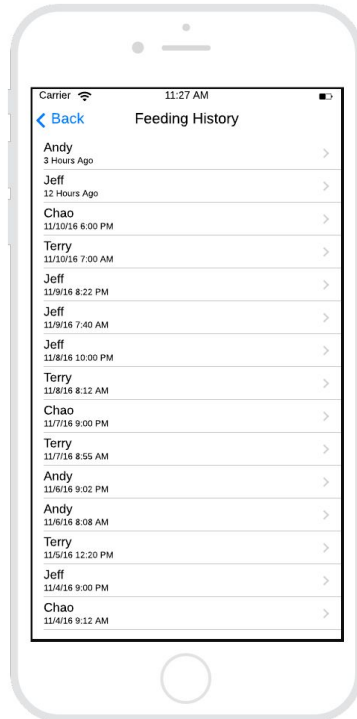 Carrier 11:27 AM
Back Feeding History
Andy
3 Hours Ago
Jeff
12 Hours Ago
Chao
11/10/16 6:00 PM
Terry
11/10/16 7:00 AM
Jeff
11/9/16 8:22 PM
Jeff
11/9/16 7:40 AM
Jeff
11/8/16 10:00 PM
Terry
11/8/16 8:12 AM
Chao
11/7/16 9:00 PM
Terry
11/7/16 8:55 AM
Andy
11/6/16 9:02 PM
Andy
11/6/16 8:08 AM
Terry
11/5/16 12:20 PM
Jeff
11/4/16 9:00 PM
Chao
11/4/16 9:12 AM